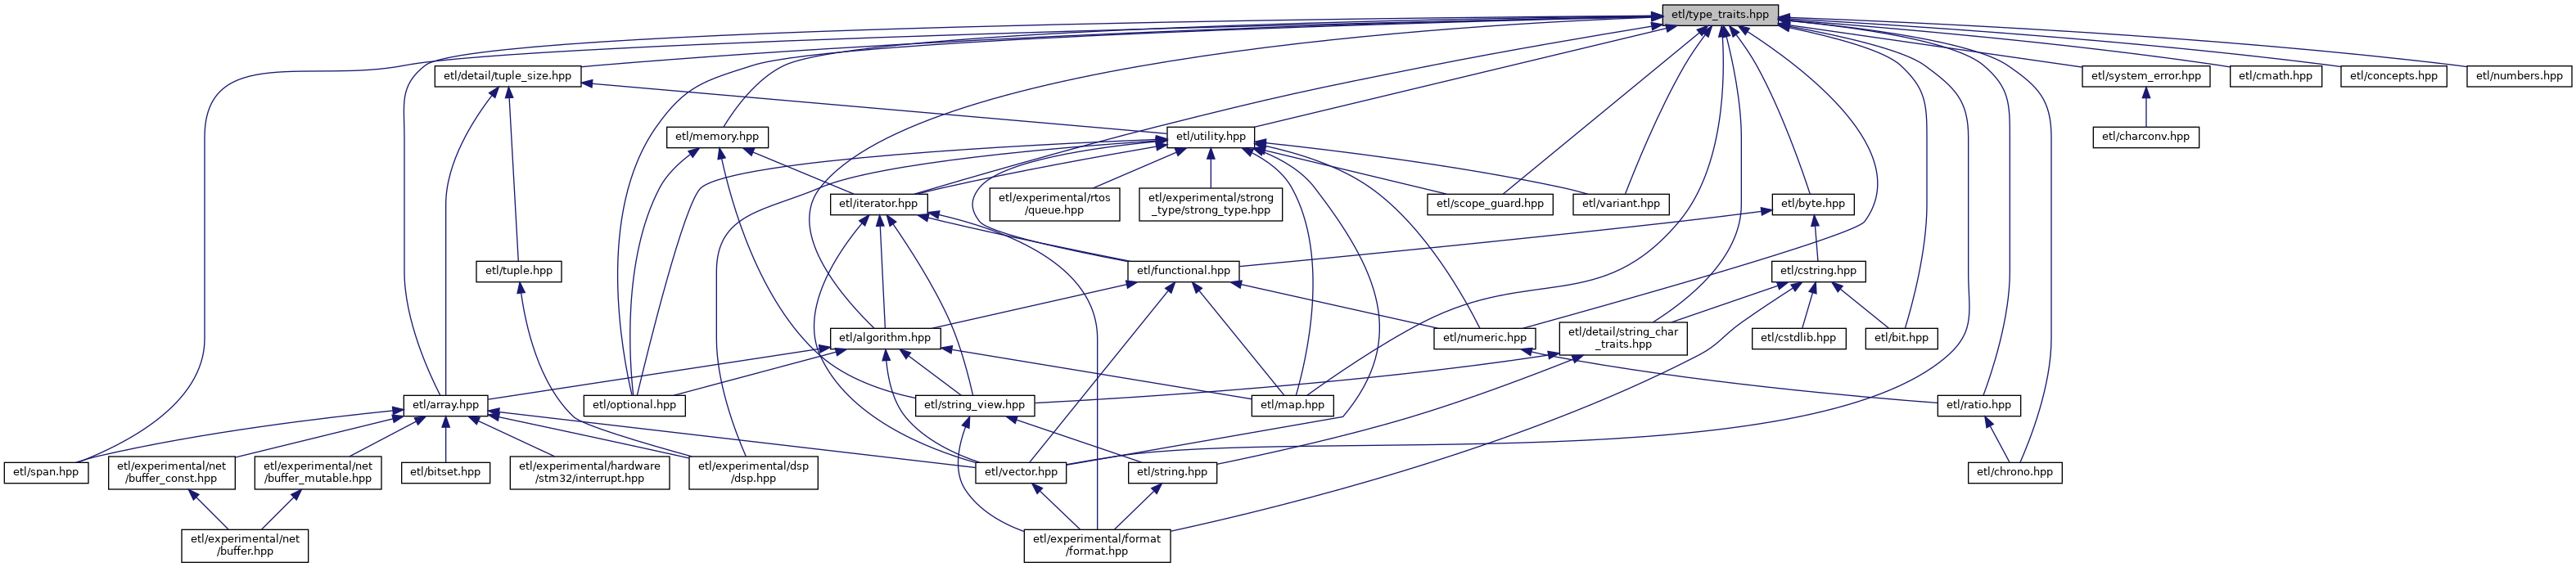 etl/type_traits.hpp
etl/detail/tuple_size.hpp
etl/system_error.hpp
etl/cmath.hpp
etl/concepts.hpp
etl/numbers.hpp
etl/memory.hpp
etl/utility.hpp
etl/charconv.hpp
etl/iterator.hpp
etl/experimental/rtos
/queue.hpp
etl/experimental/strong
_type/strong_type.hpp
etl/scope_guard.hpp
etl/variant.hpp
etl/byte.hpp
etl/tuple.hpp
etl/functional.hpp
etl/cstring.hpp
etl/algorithm.hpp
etl/numeric.hpp
etl/detail/string_char
_traits.hpp
etl/cstdlib.hpp
etl/bit.hpp
etl/array.hpp
etl/optional.hpp
etl/string_view.hpp
etl/map.hpp
etl/ratio.hpp
etl/span.hpp
etl/experimental/net
/buffer_const.hpp
etl/experimental/net
/buffer_mutable.hpp
etl/bitset.hpp
etl/experimental/hardware
/stm32/interrupt.hpp
etl/experimental/dsp
/dsp.hpp
etl/vector.hpp
etl/string.hpp
etl/chrono.hpp
etl/experimental/net
/buffer.hpp
etl/experimental/format
/format.hpp